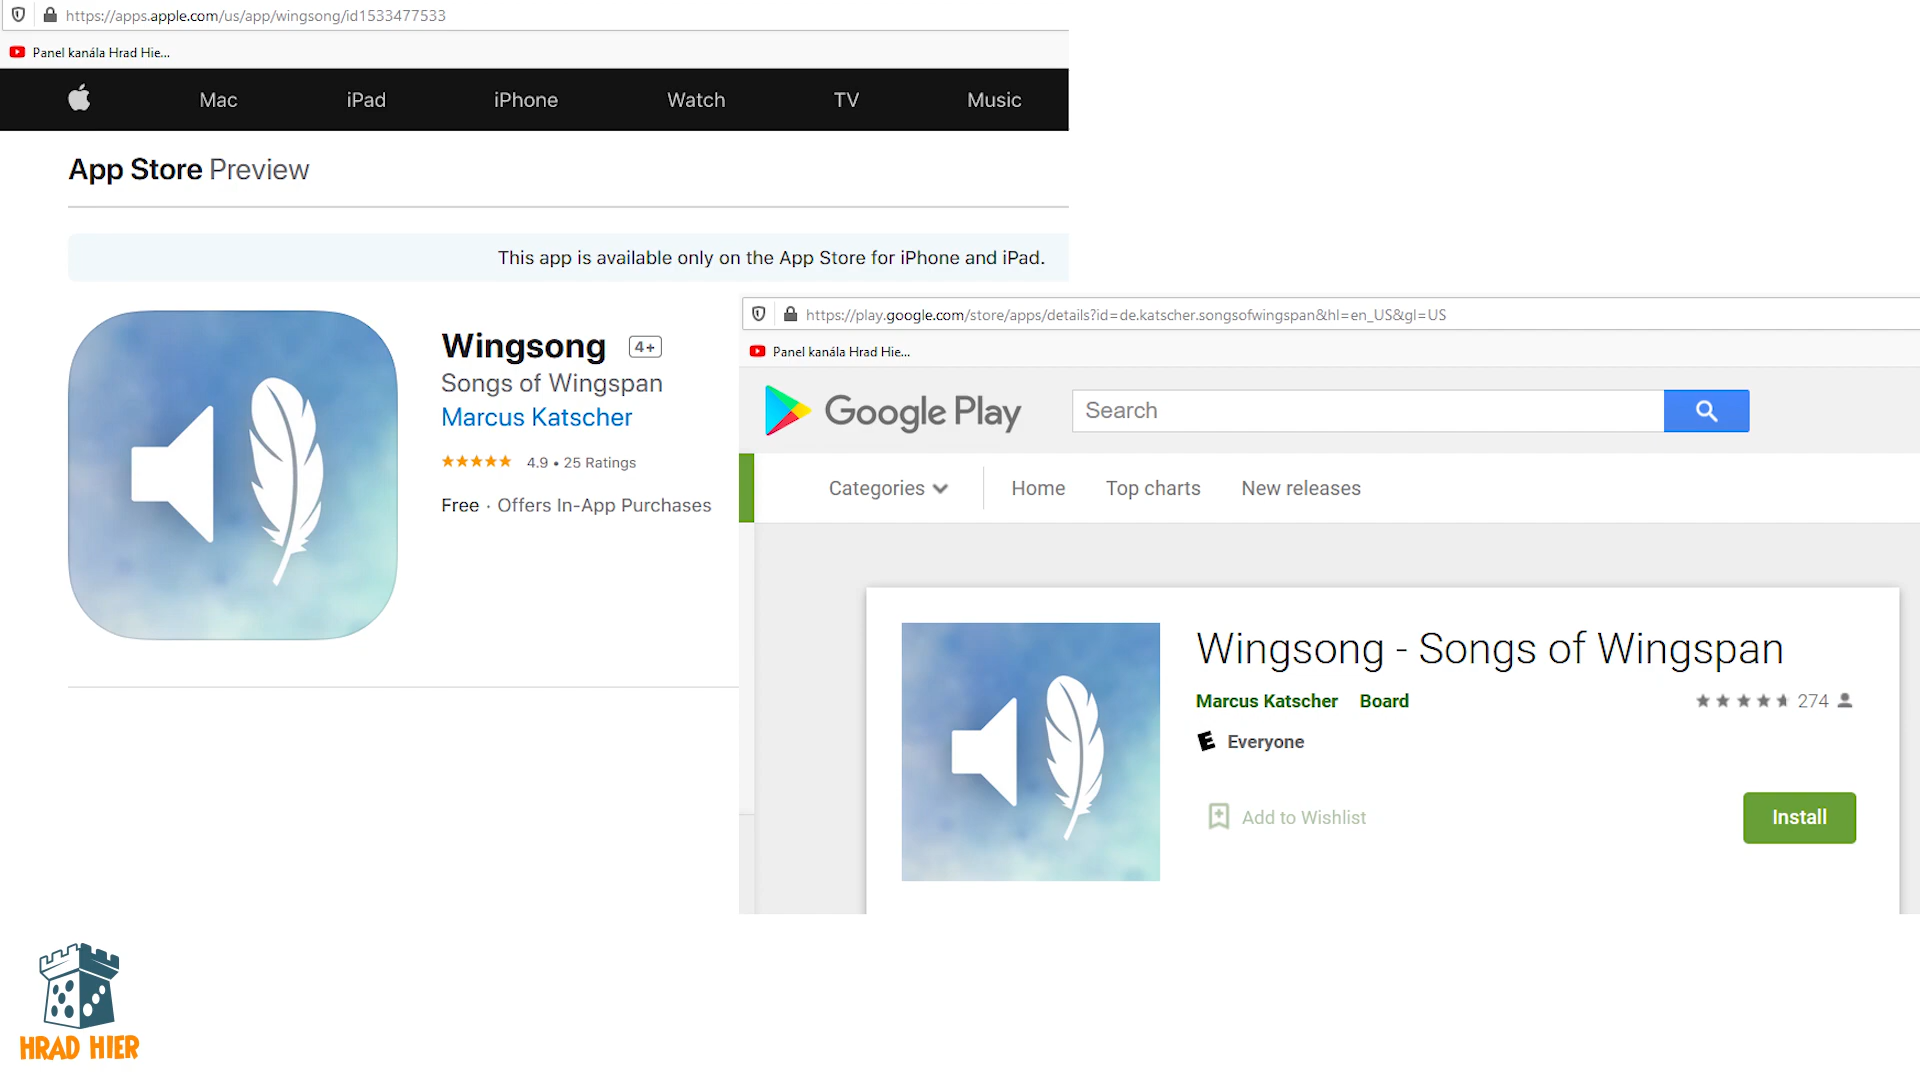 https://apps.apple.com/us/app/wingsong/id1533477533
Panel kanála Hrad Hie...
Mac iPad iPhone Watch TV Music
App Store Preview
This app is available only on the App Store for iPhone and iPad.
Wingsong 4+
Songs of Wingspan
Marcus Katscher
4.9 • 25 Ratings
Free · Offers In-App Purchases
https://play.google.com/store/apps/details?id=de.katscher.songsofwingspan&hl=en_US&gl=US
Panel kanála Hrad Hie...
Google Play Search
Categories Home Top charts New releases
Wingsong - Songs of Wingspan
Marcus Katscher Board 274
E Everyone
Add to Wishlist Install
HRAD HIER